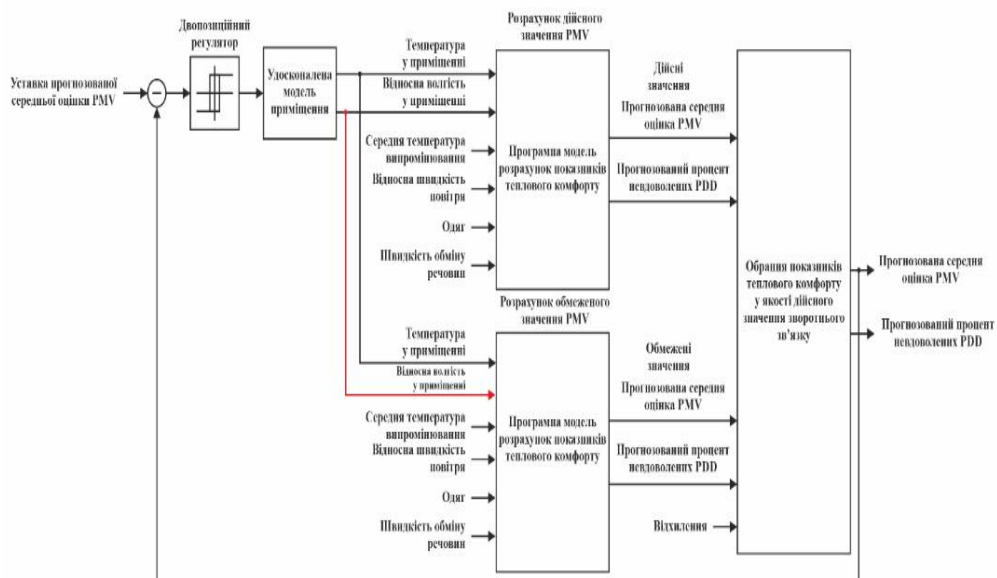 Двопозиційний
регулятор
Уставка прогнозованої
середньої оцінки PMV
Удосконалена
модель
приміщення
Розрахунок дійсного
значення PMV
Температура
у приміщенні
Відносна волгість
у приміщенні
Середня температура
випромінювання
Відносна швидкість
повітря
Одяг
Швидкість обміну
речовин
Програмна модель
розрахунок показників
теплового комфорту
Дійсні
значення
Прогнозована середня
оцінка PMV
Прогнозований процент
невдоволених PDD
Розрахунок обмеженого
значення PMV
Температура
у приміщенні
Відносна волгість
у приміщенні
Середня температура
випромінювання
Відносна швидкість
повітря
Одяг
Швидкість обміну
речовин
Програмна модель
розрахунок показників
теплового комфорту
Обмежені
значення
Прогнозована середня
оцінка PMV
Прогнозований процент
невдоволених PDD
Відхилення
Обрання показників
теплового комфорту
у якості дійсного
значення зворотнього
зв'язку
Прогнозована середня
оцінка PMV
Прогнозований процент
невдоволених PDD